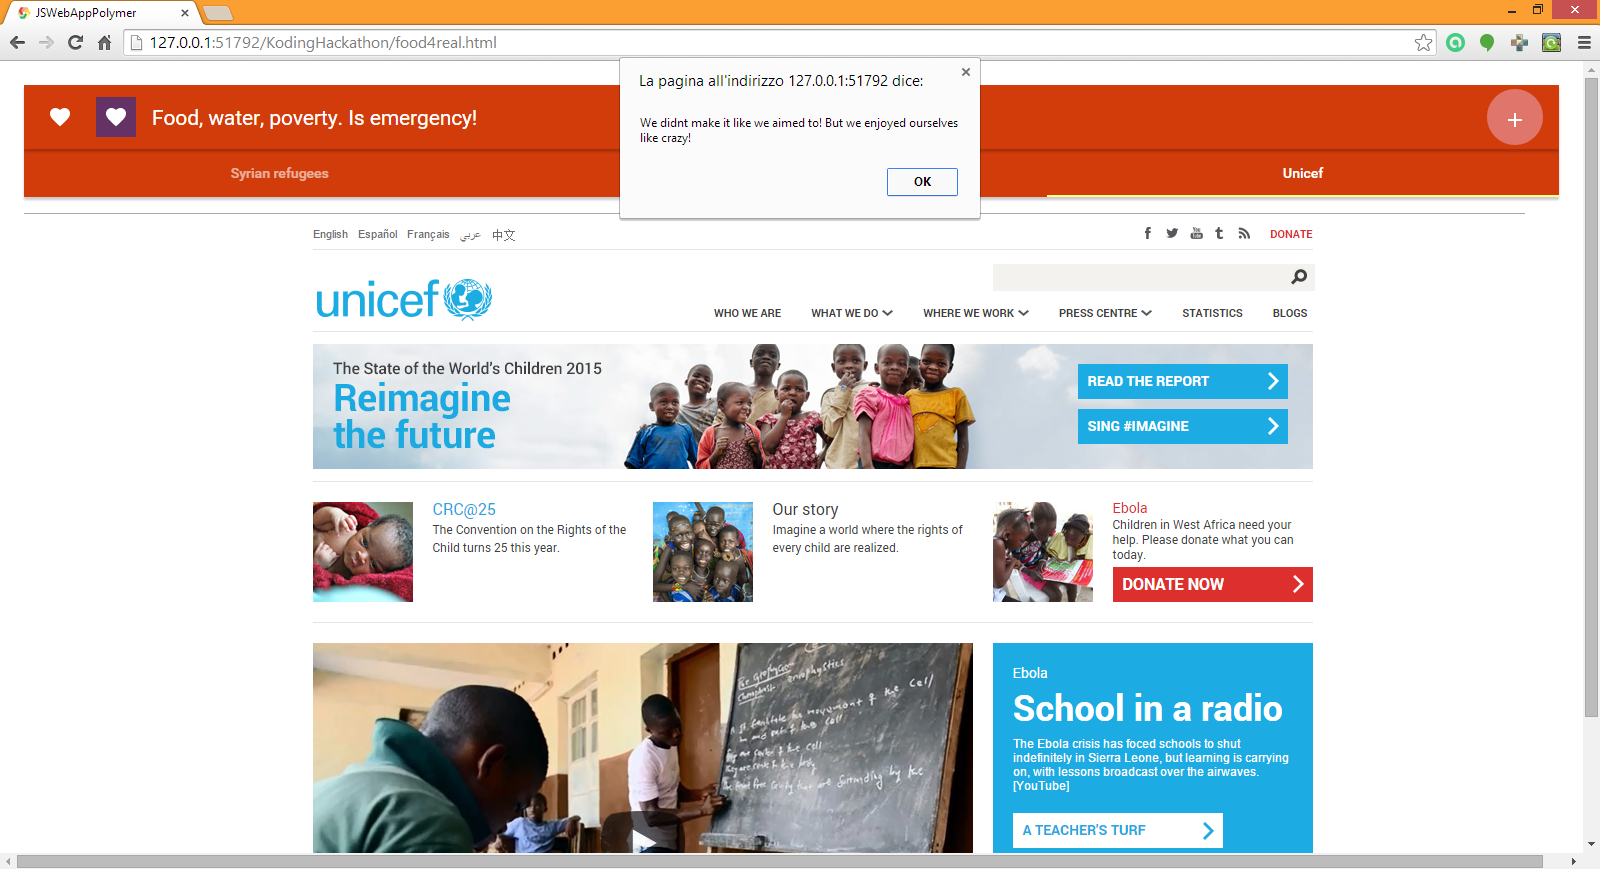 JSWebAppPolymer
127.0.0.1:51792/KodingHackathon/food4real.html
La pagina all'indirizzo 127.0.0.1:51792 dice:
We didnt make it like we aimed to! But we enjoyed ourselves
like crazy!
OK
Food, water, poverty. Is emergency!
+
Syrian refugees
Unicef
English Español Français عربي 中文
DONATE
unicef
WHO WE ARE WHAT WE DO WHERE WE WORK PRESS CENTRE STATISTICS BLOGS
The State of the World's Children 2015
Reimagine
the future
READ THE REPORT
SING #IMAGINE
CRC@25
The Convention on the Rights of the
Child turns 25 this year.
Our story
Imagine a world where the rights of
every child are realized.
Ebola
Children in West Africa need your
help. Please donate what you can
today.
DONATE NOW
Ebola
School in a radio
The Ebola crisis has foced schools to shut
indefinitely in Sierra Leone, but learning is carrying
on, with lessons broadcast over the airwaves.
[YouTube]
A TEACHER'S TURF